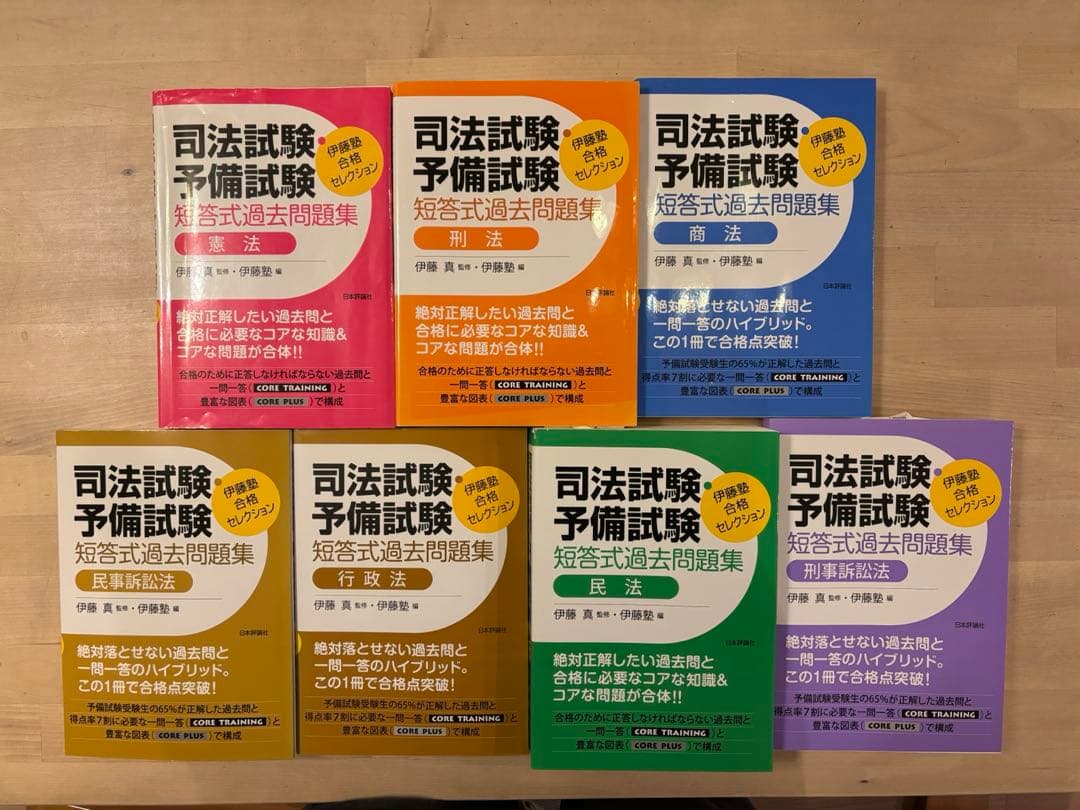 司法試験
予備試験
伊藤塾
合格
セレクション
短答式過去問題集
憲法
伊藤 真 監修・伊藤塾 編
日本評論社
絶対正解したい過去問と
合格に必要なコアな知識&
コアな問題が合体!!
合格のために正答しなければならない過去問と
一問一答(CORE TRAINING)と
豊富な図表(CORE PLUS)で構成
司法試験
予備試験
伊藤塾
合格
セレクション
短答式過去問題集
刑法
伊藤 真 監修・伊藤塾 編
日本評論社
絶対正解したい過去問と
合格に必要なコアな知識&
コアな問題が合体!!
合格のために正答しなければならない過去問と
一問一答(CORE TRAINING)と
豊富な図表(CORE PLUS)で構成
司法試験
予備試験
伊藤塾
合格
セレクション
短答式過去問題集
商法
伊藤 真 監修・伊藤塾 編
日本評論社
絶対落とせない過去問と
一問一答のハイブリッド。
この1冊で合格点突破!
予備試験受験生の65%が正解した過去問と
得点率7割に必要な一問一答(CORE TRAINING)と
豊富な図表(CORE PLUS)で構成
司法試験
予備試験
伊藤塾
合格
セレクション
短答式過去問題集
民事訴訟法
伊藤 真 監修・伊藤塾 編
日本評論社
絶対落とせない過去問と
一問一答のハイブリッド。
この1冊で合格点突破!
予備試験受験生の65%が正解した過去問と
得点率7割に必要な一問一答(CORE TRAINING)と
豊富な図表(CORE PLUS)で構成
司法試験
予備試験
伊藤塾
合格
セレクション
短答式過去問題集
行政法
伊藤 真 監修・伊藤塾 編
日本評論社
絶対落とせない過去問と
一問一答のハイブリッド。
この1冊で合格点突破!
予備試験受験生の65%が正解した過去問と
得点率7割に必要な一問一答(CORE TRAINING)と
豊富な図表(CORE PLUS)で構成
司法試験
予備試験
伊藤塾
合格
セレクション
短答式過去問題集
民法
伊藤 真 監修・伊藤塾 編
日本評論社
絶対正解したい過去問と
合格に必要なコアな知識&
コアな問題が合体!!
合格のために正答しなければならない過去問と
一問一答(CORE TRAINING)と
豊富な図表(CORE PLUS)で構成
司法試験
予備試験
伊藤塾
合格
セレクション
短答式過去問題集
刑事訴訟法
伊藤 真 監修・伊藤塾 編
日本評論社
絶対落とせない過去問と
一問一答のハイブリッド。
この1冊で合格点突破!
予備試験受験生の65%が正解した過去問と
得点率7割に必要な一問一答(CORE TRAINING)と
豊富な図表(CORE PLUS)で構成